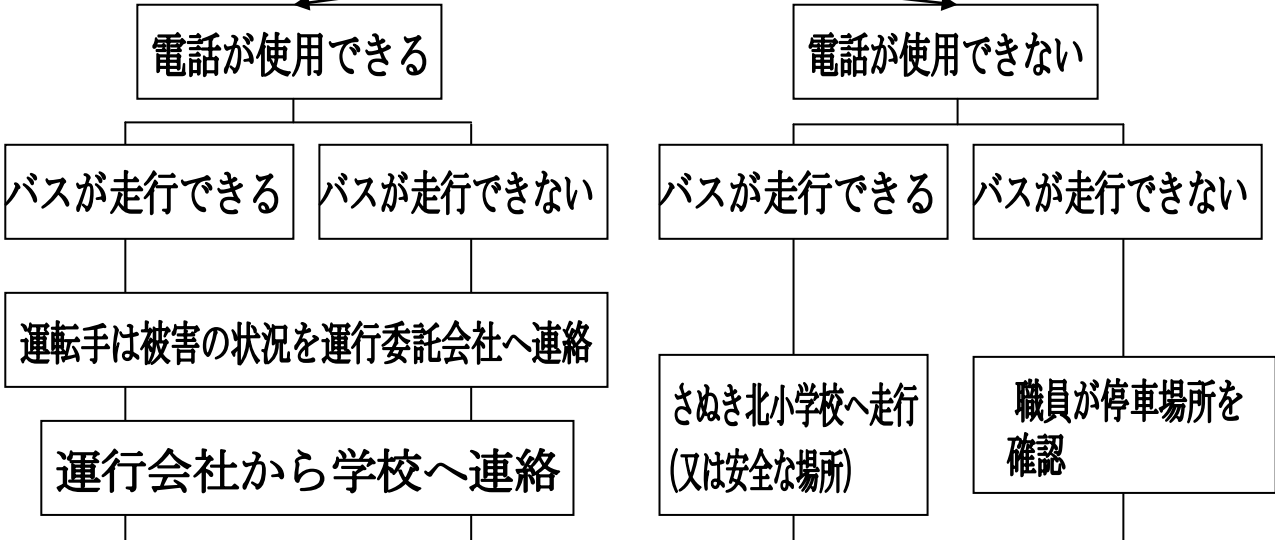 電話が使用できる
電話が使用できない
バスが走行できる
バスが走行できない
バスが走行できる
バスが走行できない
運転手は被害の状況を運行委託会社へ連絡
運行会社から学校へ連絡
さぬき北小学校へ走行
(又は安全な場所)
職員が停車場所を
確認